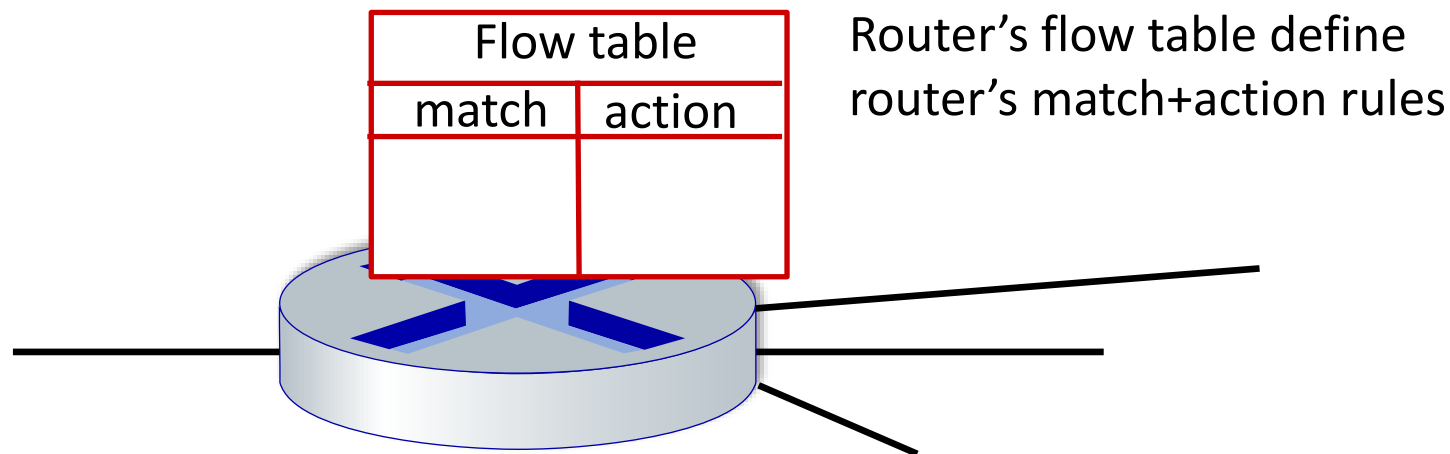 Flow table
match action
Router’s flow table define
router’s match+action rules